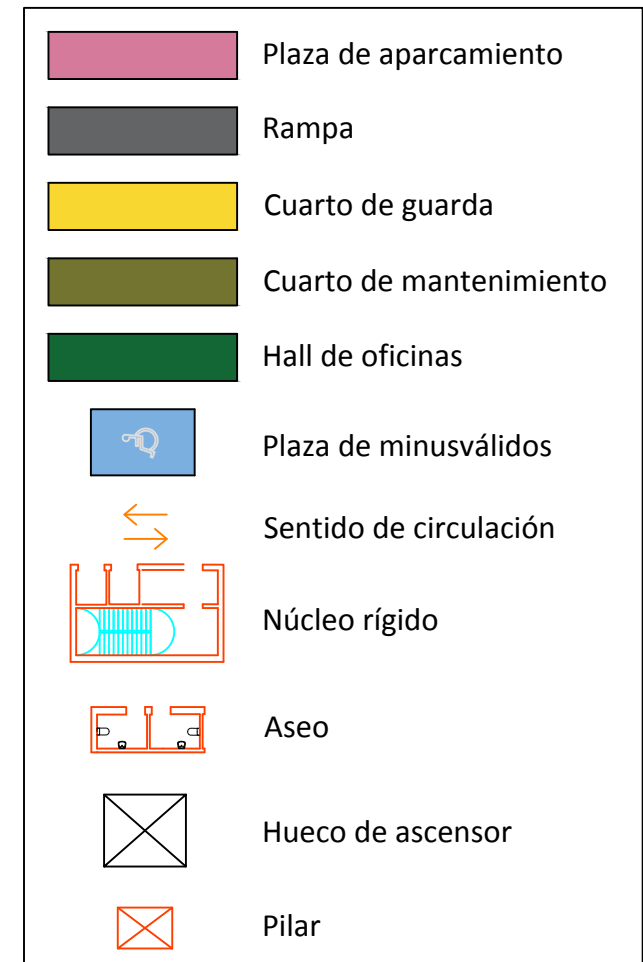 Plaza de aparcamiento
Rampa
Cuarto de guarda
Cuarto de mantenimiento
Hall de oficinas
Plaza de minusválidos
Sentido de circulación
Núcleo rígido
Aseo
Hueco de ascensor
Pilar